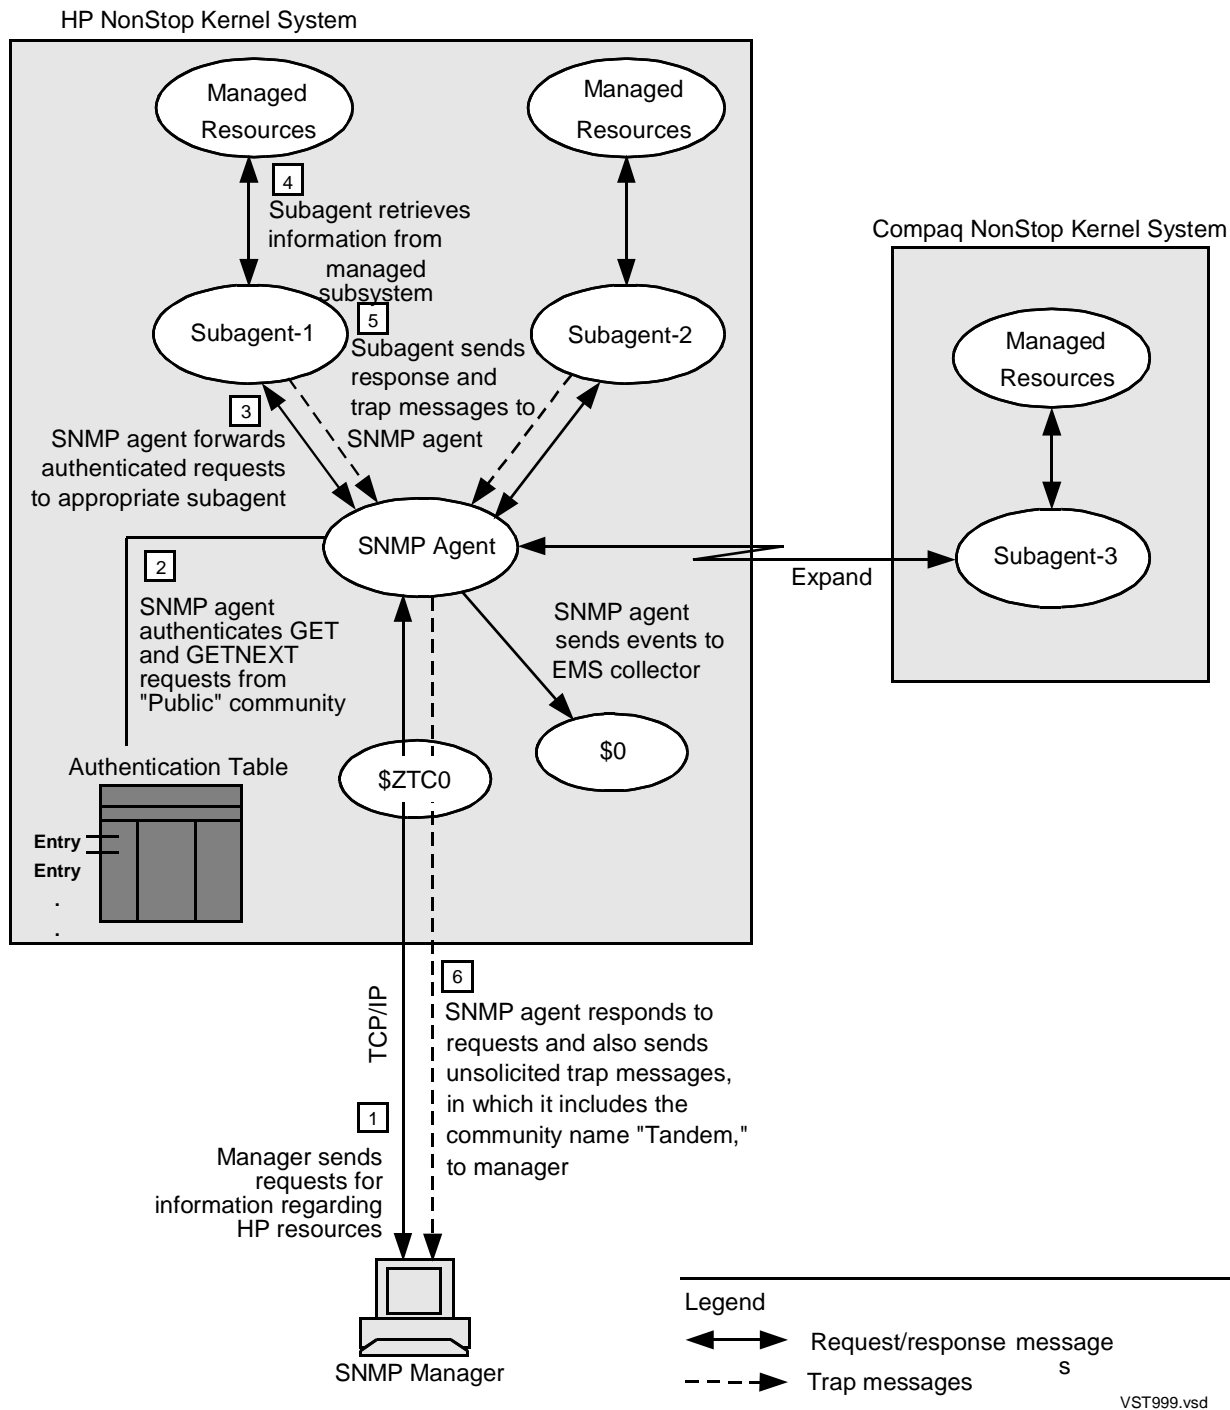 HP NonStop Kernel System
Managed
Resources
Managed
Resources
4
Subagent retrieves
information from
managed
subsystem
Compaq NonStop Kernel System
Managed
Resources
Subagent-1
5
Subagent sends
response and
trap messages to
SNMP agent
Subagent-2
3
SNMP agent forwards
authenticated requests
to appropriate subagent
SNMP Agent
Expand
Subagent-3
2
SNMP agent
authenticates GET
and GETNEXT
requests from
"Public" community
SNMP agent
sends events to
EMS collector
$0
$ZTC0
Authentication Table
Entry
Entry
.
.
TCP/IP
6
SNMP agent responds to
requests and also sends
unsolicited trap messages,
in which it includes the
community name "Tandem,"
to manager
1
Manager sends
requests for
information regarding
HP resources
SNMP Manager
Legend
Request/response message
s
Trap messages
VST999.vsd